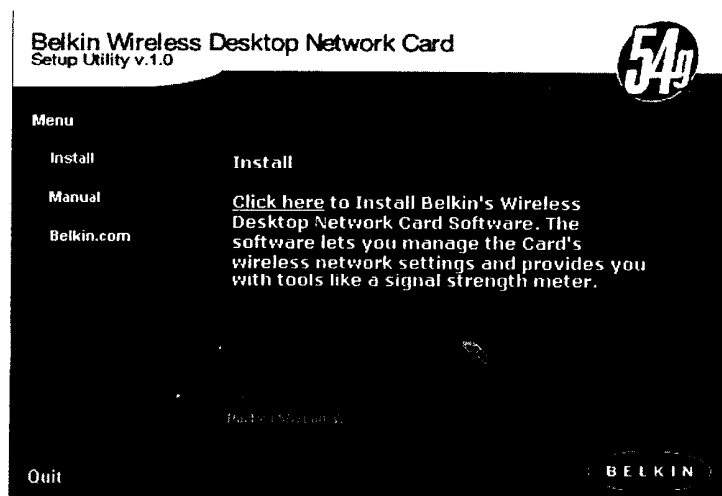 Belkin Wireless Desktop Network Card
Setup Utility v.1.0
54g
Menu
Install
Manual
Belkin.com
Install
Click here to Install Belkin's Wireless
Desktop Network Card Software. The
software lets you manage the Card's
wireless network settings and provides you
with tools like a signal strength meter.
Quit
BELKIN